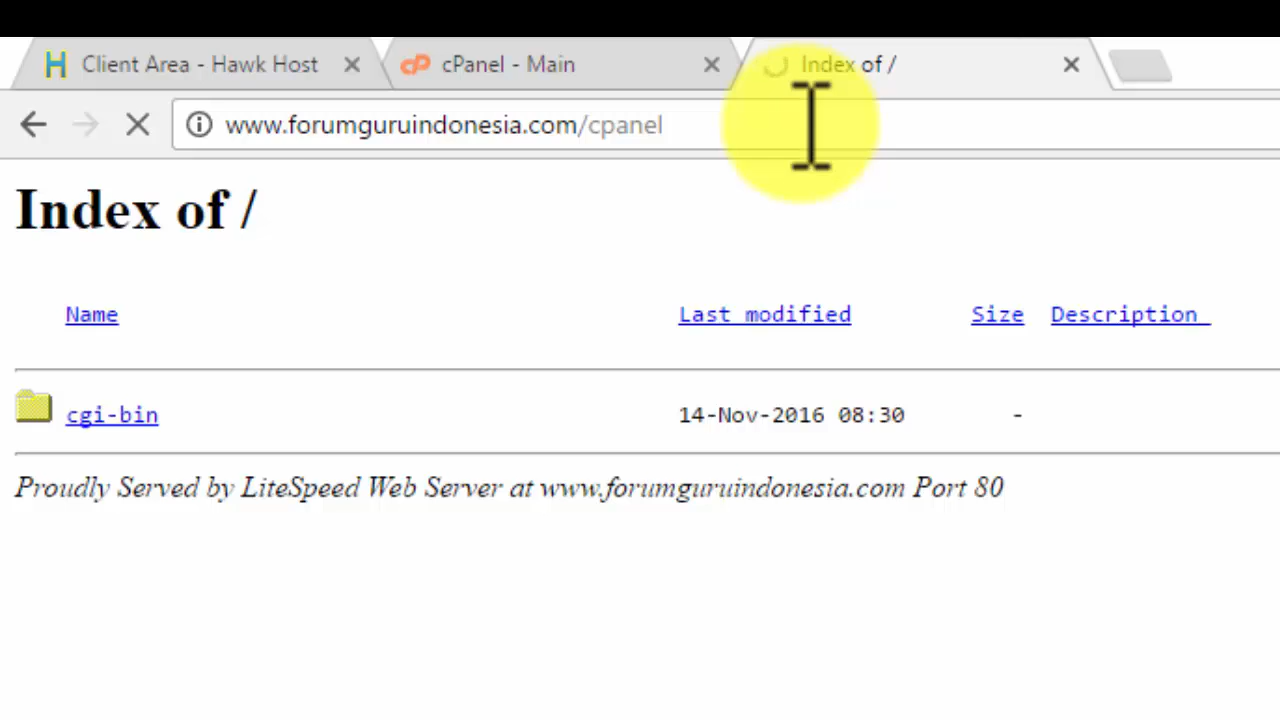 Client Area - Hawk Host
cPanel - Main
Index of /
www.forumguruindonesia.com/cpanel
Index of /
Name Last modified Size Description
cgi-bin 14-Nov-2016 08:30 -
Proudly Served by LiteSpeed Web Server at www.forumguruindonesia.com Port 80